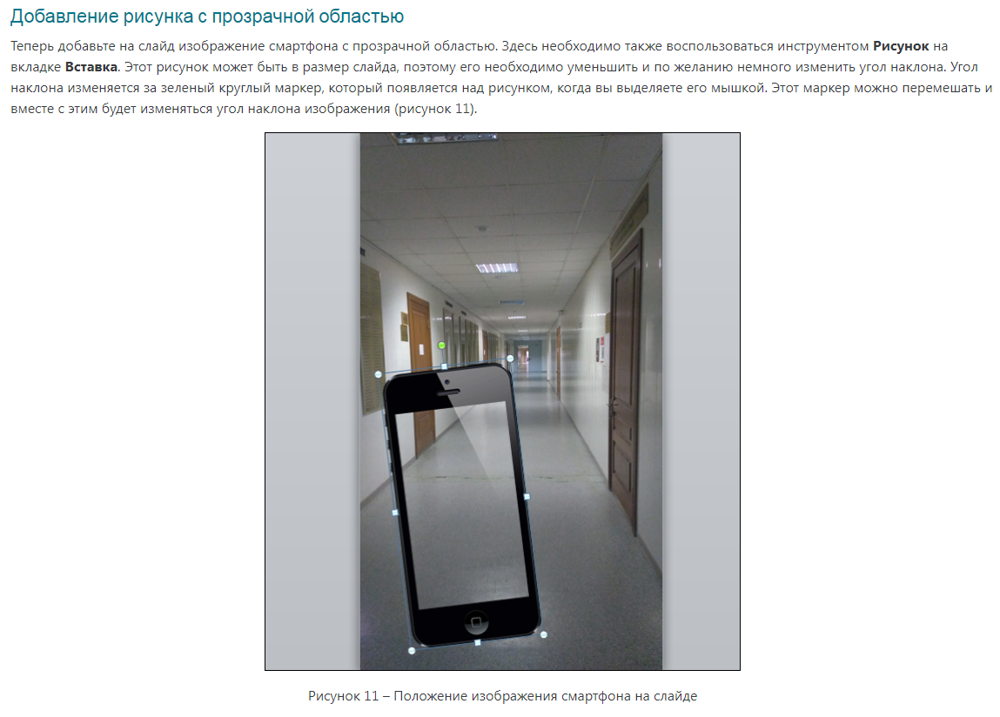 Добавление рисунка с прозрачной областью
Теперь добавьте на слайд изображение смартфона с прозрачной областью. Здесь необходимо также воспользоваться инструментом Рисунок на
вкладке Вставка. Этот рисунок может быть в размер слайда, поэтому его необходимо уменьшить и по желанию немного изменить угол наклона. Угол
наклона изменяется за зеленый круглый маркер, который появляется над рисунком, когда вы выделяете его мышкой. Этот маркер можно перемешать и
вместе с этим будет изменяться угол наклона изображения (рисунок 11).
Рисунок 11 – Положение изображения смартфона на слайде